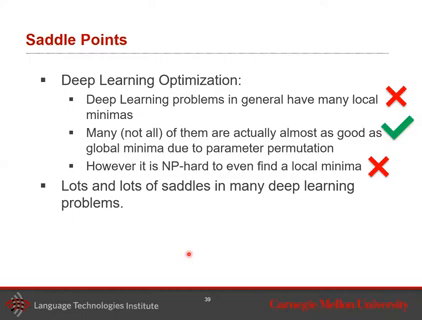 Saddle Points
Deep Learning Optimization:
Deep Learning problems in general have many local
minimas
Many (not all) of them are actually almost as good as
global minima due to parameter permutation
However it is NP-hard to even find a local minima
Lots and lots of saddles in many deep learning
problems.
39
Language Technologies Institute
Carnegie Mellon University